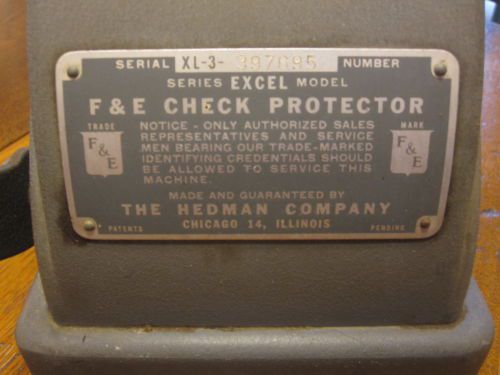 SERIAL XL-3- 397695 NUMBER
SERIES EXCEL MODEL
F & E CHECK PROTECTOR
TRADE
F & E
NOTICE - ONLY AUTHORIZED SALES
REPRESENTATIVES AND SERVICE
MEN BEARING OUR TRADE-MARKED
IDENTIFYING CREDENTIALS SHOULD
BE ALLOWED TO SERVICE THIS
MACHINE.
MARK
F & E
MADE AND GUARANTEED BY
THE HEDMAN COMPANY
PATENTS CHICAGO 14, ILLINOIS PENDING